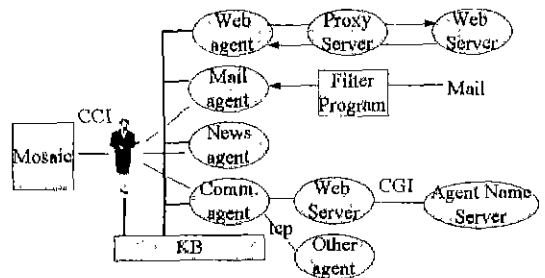 Web
agent
Proxy
Server
Web
Server
Mail
agent
Filter
Program
Mail
CCI
Mosaic
News
agent
Comm.
agent
Web
Server
CGI
Agent Name
Server
tcp
Other
agent
KB